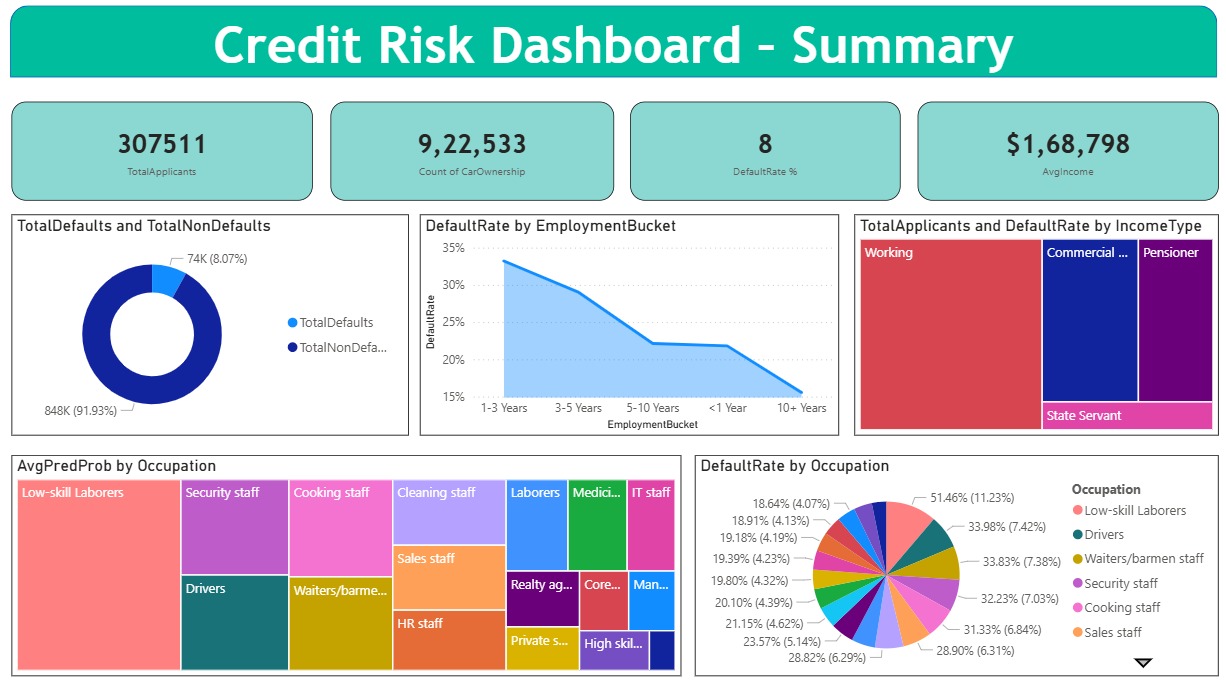 Credit Risk Dashboard - Summary
307511
TotalApplicants
9,22,533
Count of CarOwnership
8
DefaultRate %
$1,68,798
AvgIncome
TotalDefaults and TotalNonDefaults
74K (8.07%)
848K (91.93%)
TotalDefaults
TotalNonDefa...
DefaultRate by EmploymentBucket
DefaultRate
35%
30%
25%
20%
15%
1-3 Years
3-5 Years
5-10 Years
<1 Year
10+ Years
EmploymentBucket
TotalApplicants and DefaultRate by IncomeType
Working
Commercial ...
Pensioner
State Servant
AvgPredProb by Occupation
Low-skill Laborers
Security staff
Drivers
Cooking staff
Waiters/barme...
Cleaning staff
Sales staff
HR staff
Laborers
Medici...
IT staff
Realty ag...
Core...
Man...
Private s...
High skil...
DefaultRate by Occupation
18.64% (4.07%)
18.91% (4.13%)
19.18% (4.19%)
19.39% (4.23%)
19.80% (4.32%)
20.10% (4.39%)
21.15% (4.62%)
23.57% (5.14%)
28.82% (6.29%)
51.46% (11.23%)
33.98% (7.42%)
33.83% (7.38%)
32.23% (7.03%)
31.33% (6.84%)
28.90% (6.31%)
Occupation
Low-skill Laborers
Drivers
Waiters/barmen staff
Security staff
Cooking staff
Sales staff